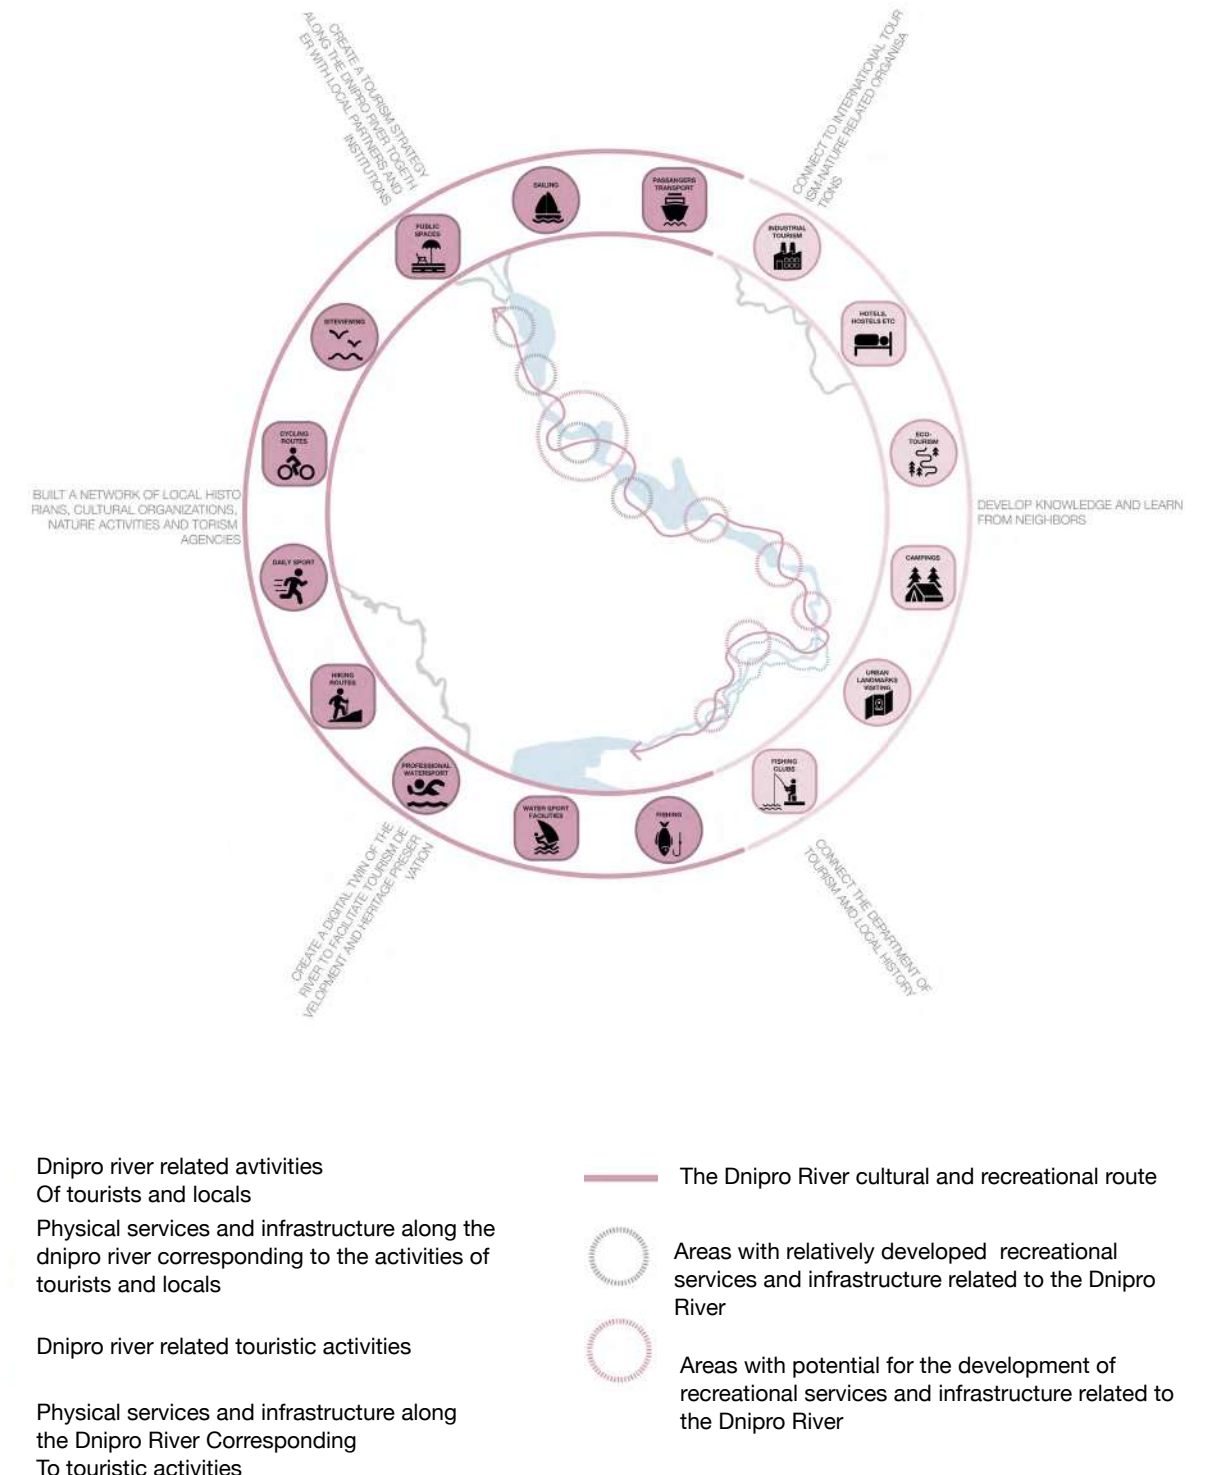 CREATE A TOURISM STRATEGY
ALONG THE DNIPRO RIVER TOGETH
ER WITH LOCAL PARTNERS AND
INSTITUTIONS
CONNECT TO INTERNATIONAL TOUR
ISM-NATURE RELATED ORGANISA
TIONS
SAILING
PASSANGERS
TRANSPORT
PUBLIC
SPACES
INDUSTRIAL
TOURISM
SITEVIEWING
HOTELS,
HOSTELS ETC
CYCLING
ROUTES
ECO-
TOURISM
BUILT A NETWORK OF LOCAL HISTO
RIANS, CULTURAL ORGANIZATIONS,
NATURE ACTIVITIES AND TORISM
AGENCIES
DEVELOP KNOWLEDGE AND LEARN
FROM NEIGHBORS
DAILY SPORT
CAMPINGS
HIKING
ROUTES
URBAN
LANDMARKS
VISITING
PROFESSIONAL
WATERSPORT
FISHING
CLUBS
WATER SPORT
FACILITIES
FISHING
CREATE A DIGITAL TWIN OF THE
RIVER TO FACILITATE TOURISM DE
VELOPMENT AND HERITAGE PRESER
VATION
CONNECT THE DEPARTMENT OF
TOURISM AMD LOCAL HISTORY
Dnipro river related avtivities
Of tourists and locals
Physical services and infrastructure along the
dnipro river corresponding to the activities of
tourists and locals
Dnipro river related touristic activities
Physical services and infrastructure along
the Dnipro River Corresponding
To touristic activities
The Dnipro River cultural and recreational route
Areas with relatively developed  recreational
services and infrastructure related to the Dnipro
River
Areas with potential for the development of
recreational services and infrastructure related to
the Dnipro River